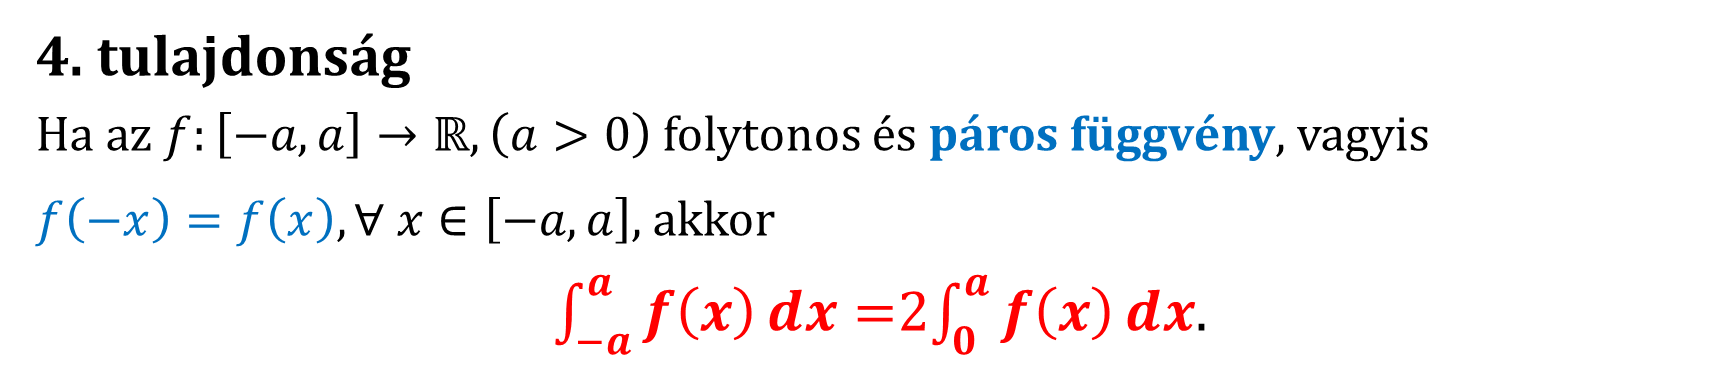 4. tulajdonság
Ha az f: [−a, a] → ℝ, (a > 0) folytonos és páros függvény, vagyis
f(−x) = f(x), ∀ x ∈ [−a, a], akkor
∫_{−a}^{a} f(x) dx = 2∫_{0}^{a} f(x) dx.